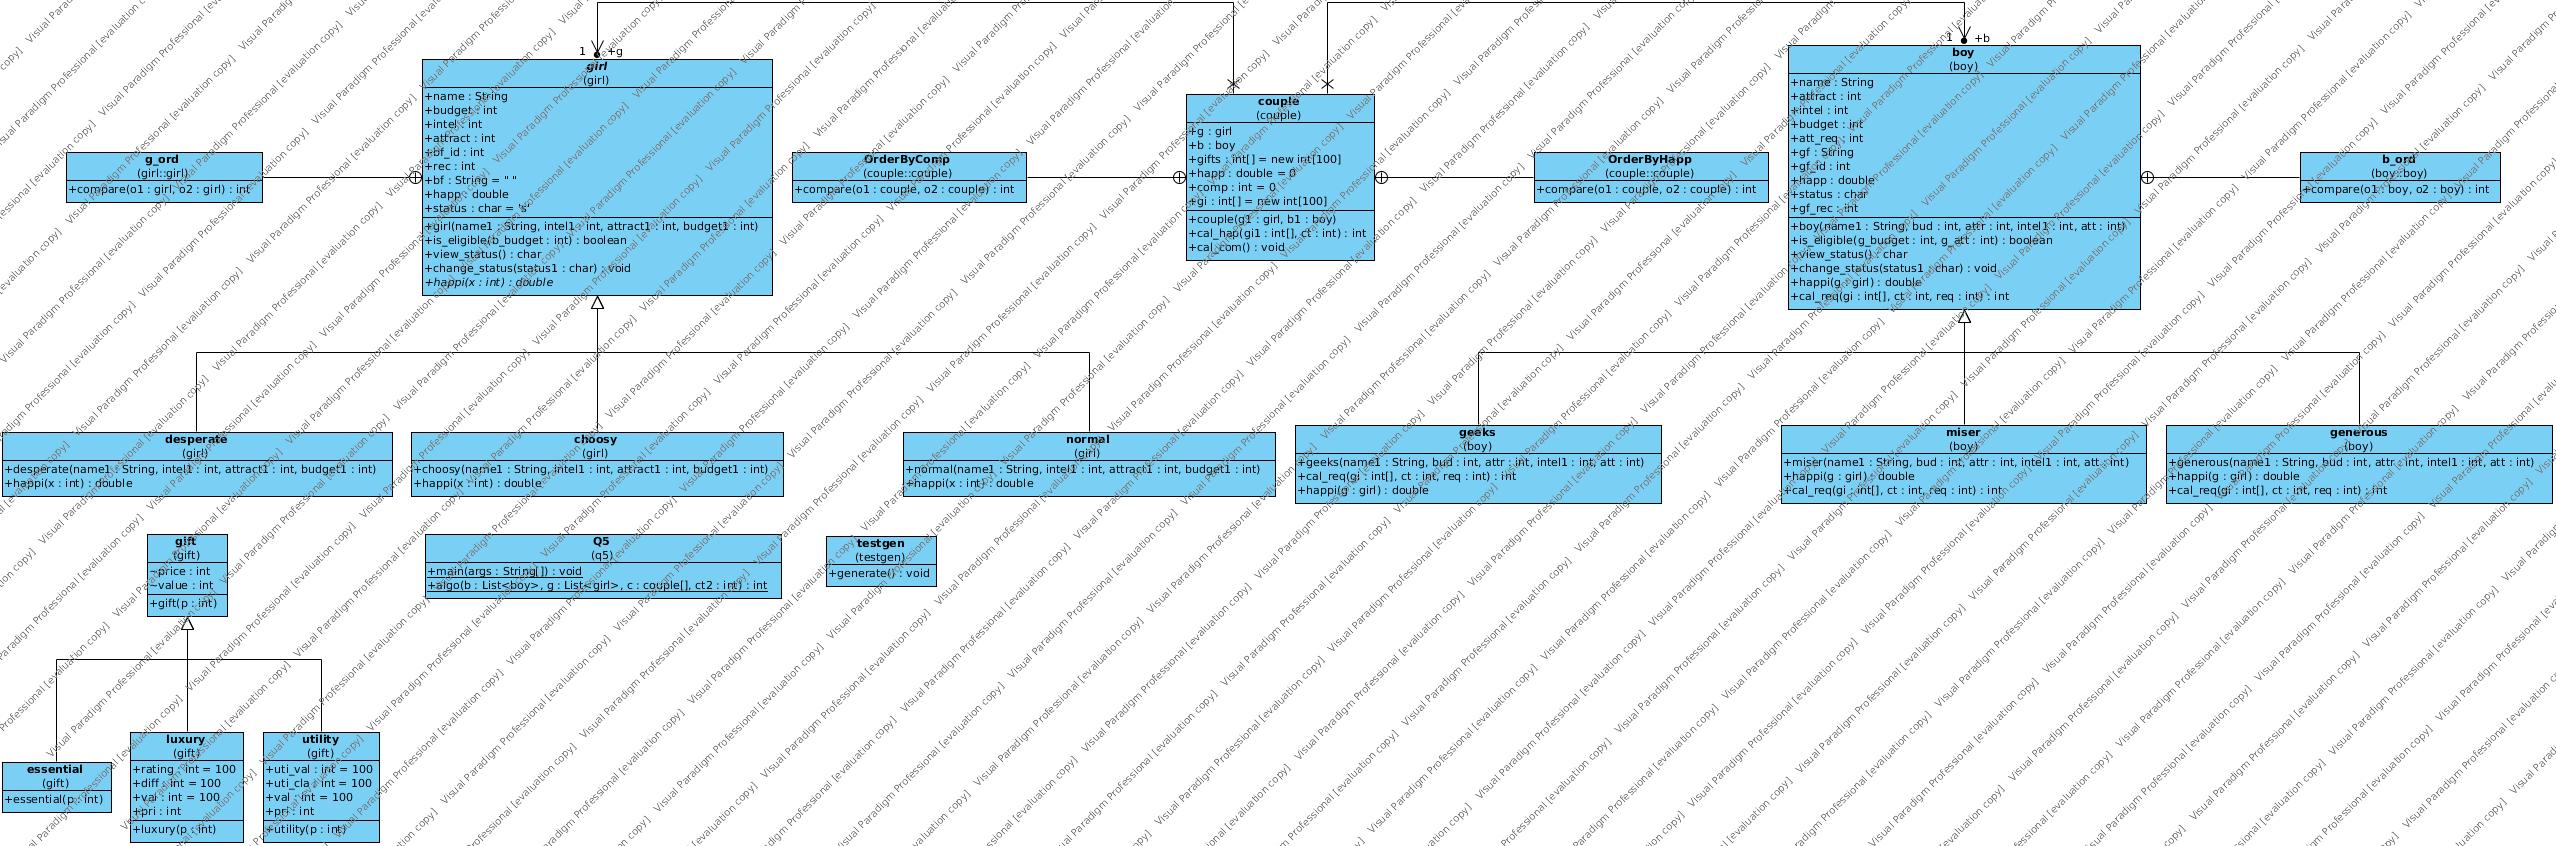 1 +g
girl
(girl)
+name : String
+budget : int
+intel : int
+attract : int
+bf_id : int
+rec : int
+bf : String = " "
+happ : double
+status : char = 's'
+girl(name1 : String, intel1 : int, attract1 : int, budget1 : int)
+is_eligible(b_budget : int) : boolean
+view_status() : char
+change_status(status1 : char) : void
+happi(x : int) : double
g_ord
(girl::girl)
+compare(o1 : girl, o2 : girl) : int
OrderByComp
(couple::couple)
+compare(o1 : couple, o2 : couple) : int
couple
(couple)
+g : girl
+b : boy
+gifts : int[] = new int[100]
+happ : double = 0
+comp : int = 0
+gi : int[] = new int[100]
+couple(g1 : girl, b1 : boy)
+cal_hap(gi1 : int[], ct : int) : int
+cal_com() : void
OrderByHapp
(couple::couple)
+compare(o1 : couple, o2 : couple) : int
1 +b
boy
(boy)
+name : String
+attract : int
+intel : int
+budget : int
+att_req : int
+gf : String
+gf_id : int
+happ : double
+status : char
+gf_rec : int
+boy(name1 : String, bud : int, attr : int, intel1 : int, att : int)
+is_eligible(g_budget : int, g_att : int) : boolean
+view_status() : char
+change_status(status1 : char) : void
+happi(g : girl) : double
+cal_req(gi : int[], ct : int, req : int) : int
b_ord
(boy::boy)
+compare(o1 : boy, o2 : boy) : int
desperate
(girl)
+desperate(name1 : String, intel1 : int, attract1 : int, budget1 : int)
+happi(x : int) : double
choosy
(girl)
+choosy(name1 : String, intel1 : int, attract1 : int, budget1 : int)
+happi(x : int) : double
normal
(girl)
+normal(name1 : String, intel1 : int, attract1 : int, budget1 : int)
+happi(x : int) : double
geeks
(boy)
+geeks(name1 : String, bud : int, attr : int, intel1 : int, att : int)
+cal_req(gi : int[], ct : int, req : int) : int
+happi(g : girl) : double
miser
(boy)
+miser(name1 : String, bud : int, attr : int, intel1 : int, att : int)
+happi(g : girl) : double
+cal_req(gi : int[], ct : int, req : int) : int
generous
(boy)
+generous(name1 : String, bud : int, attr : int, intel1 : int, att : int)
+happi(g : girl) : double
+cal_req(gi : int[], ct : int, req : int) : int
gift
(gift)
~price : int
~value : int
+gift(p : int)
Q5
(q5)
+main(args : String[]) : void
+algo(b : List<boy>, g : List<girl>, c : couple[], ct2 : int) : int
testgen
(testgen)
+generate() : void
essential
(gift)
+essential(p : int)
luxury
(gift)
+rating : int = 100
+diff : int = 100
+val : int = 100
+pri : int
+luxury(p : int)
utility
(gift)
+uti_val : int = 100
+uti_cla : int = 100
+val : int = 100
+pri : int
+utility(p : int)
Visual Paradigm Professional [evaluation copy]